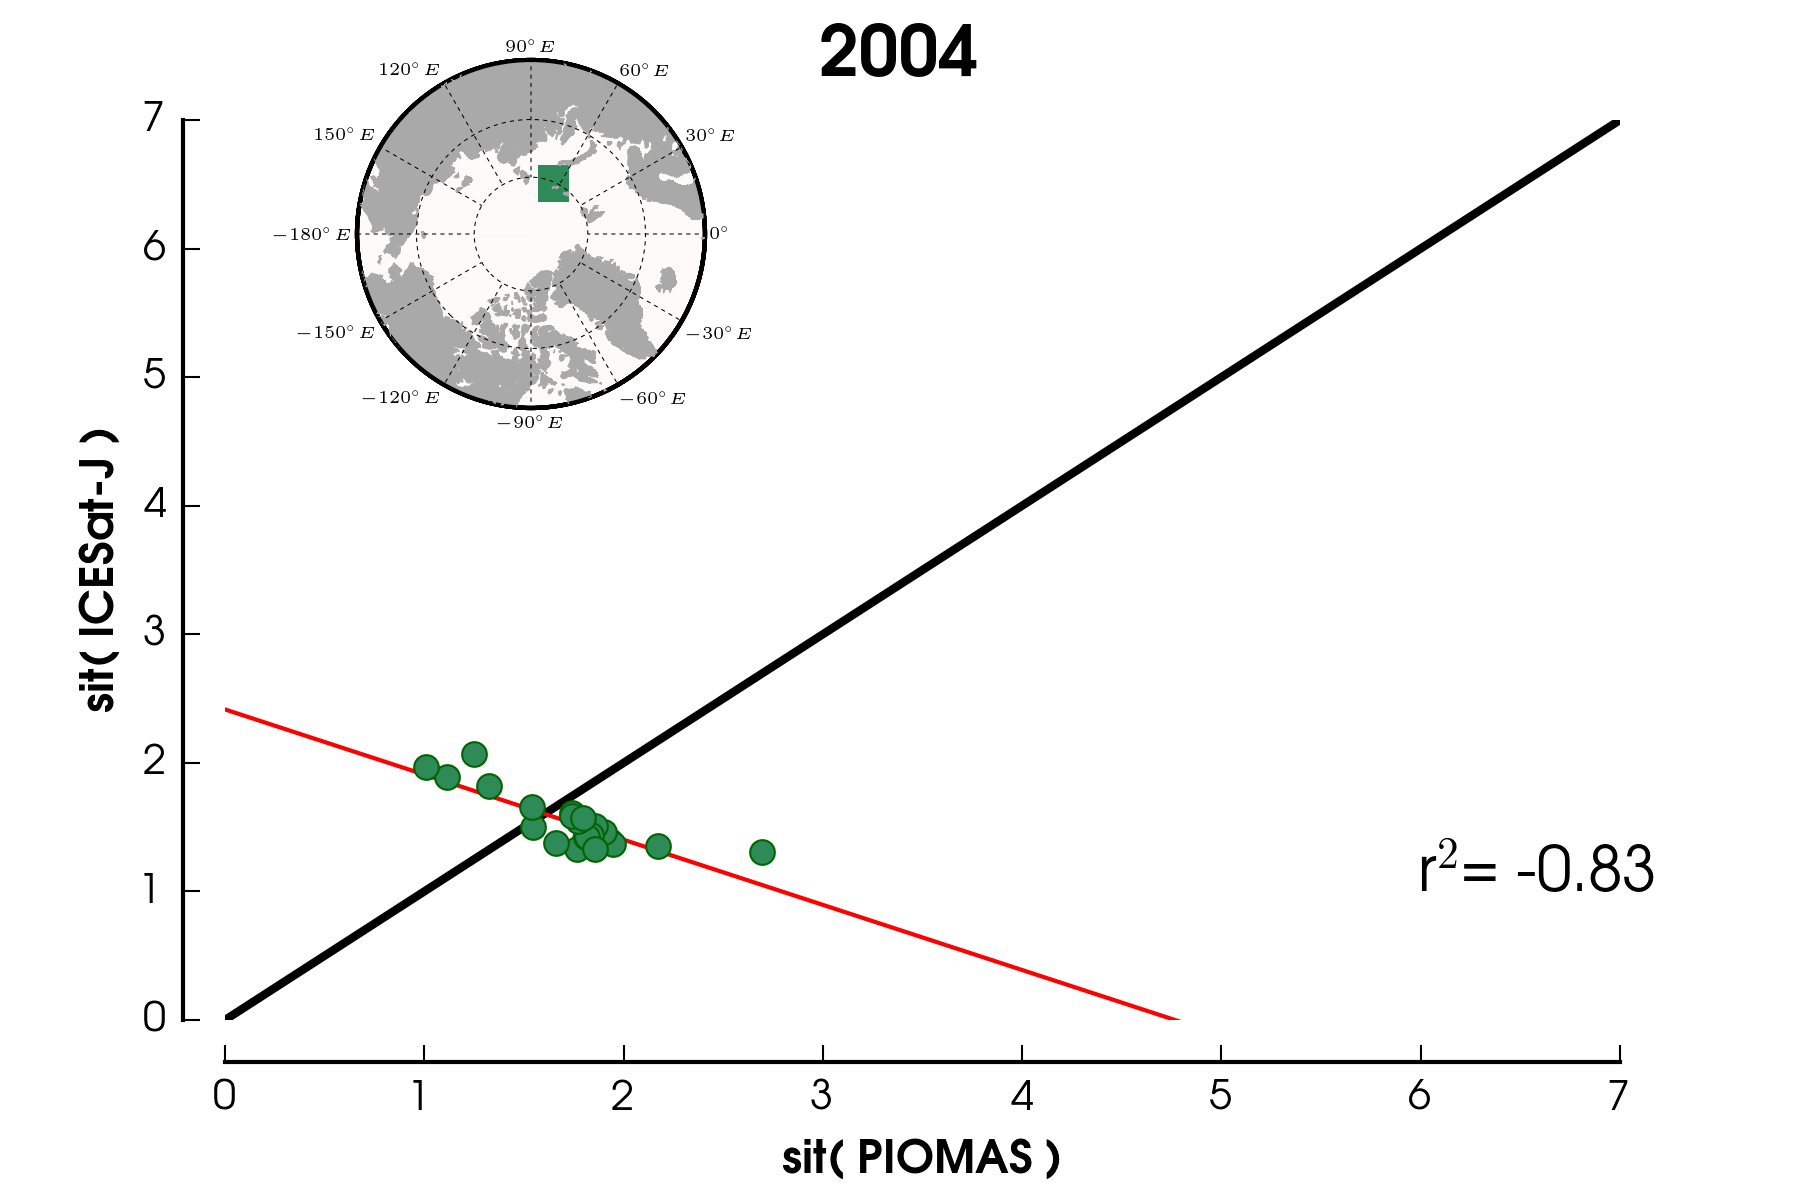 2004
90° E
120° E
60° E
150° E
30° E
−180° E
0°
−150° E
−30° E
−120° E
−60° E
−90° E
7
6
5
4
3
2
1
0
sit( ICESat-J )
r²= -0.83
0 1 2 3 4 5 6 7
sit( PIOMAS )